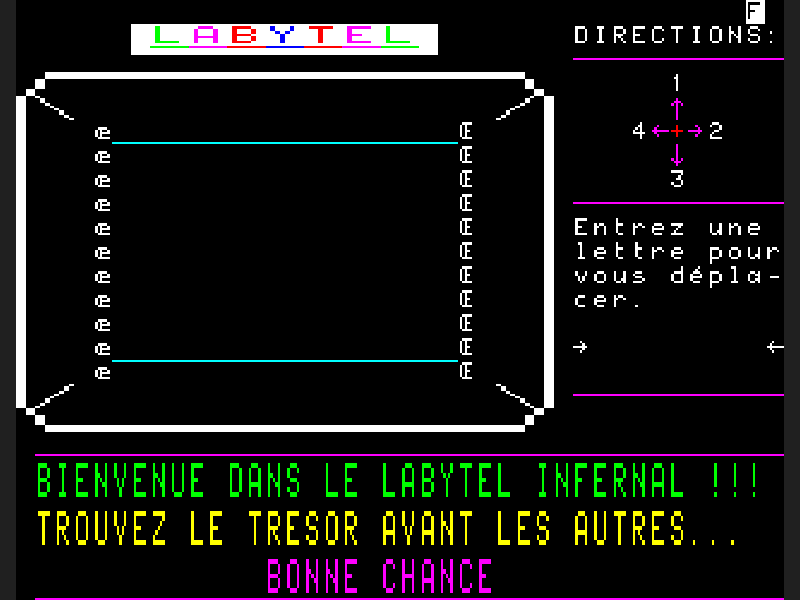 F
LABYTEL
DIRECTIONS:
1
4 ← + → 2
3
œ Œ
œ Œ
œ Œ
œ Œ
œ Œ
œ Œ
œ Œ
œ Œ
œ Œ
œ Œ
œ Œ
Entrez une
lettre pour
vous dépla-
cer.
→ ←
BIENVENUE DANS LE LABYTEL INFERNAL !!!
TROUVEZ LE TRESOR AVANT LES AUTRES...
BONNE CHANCE